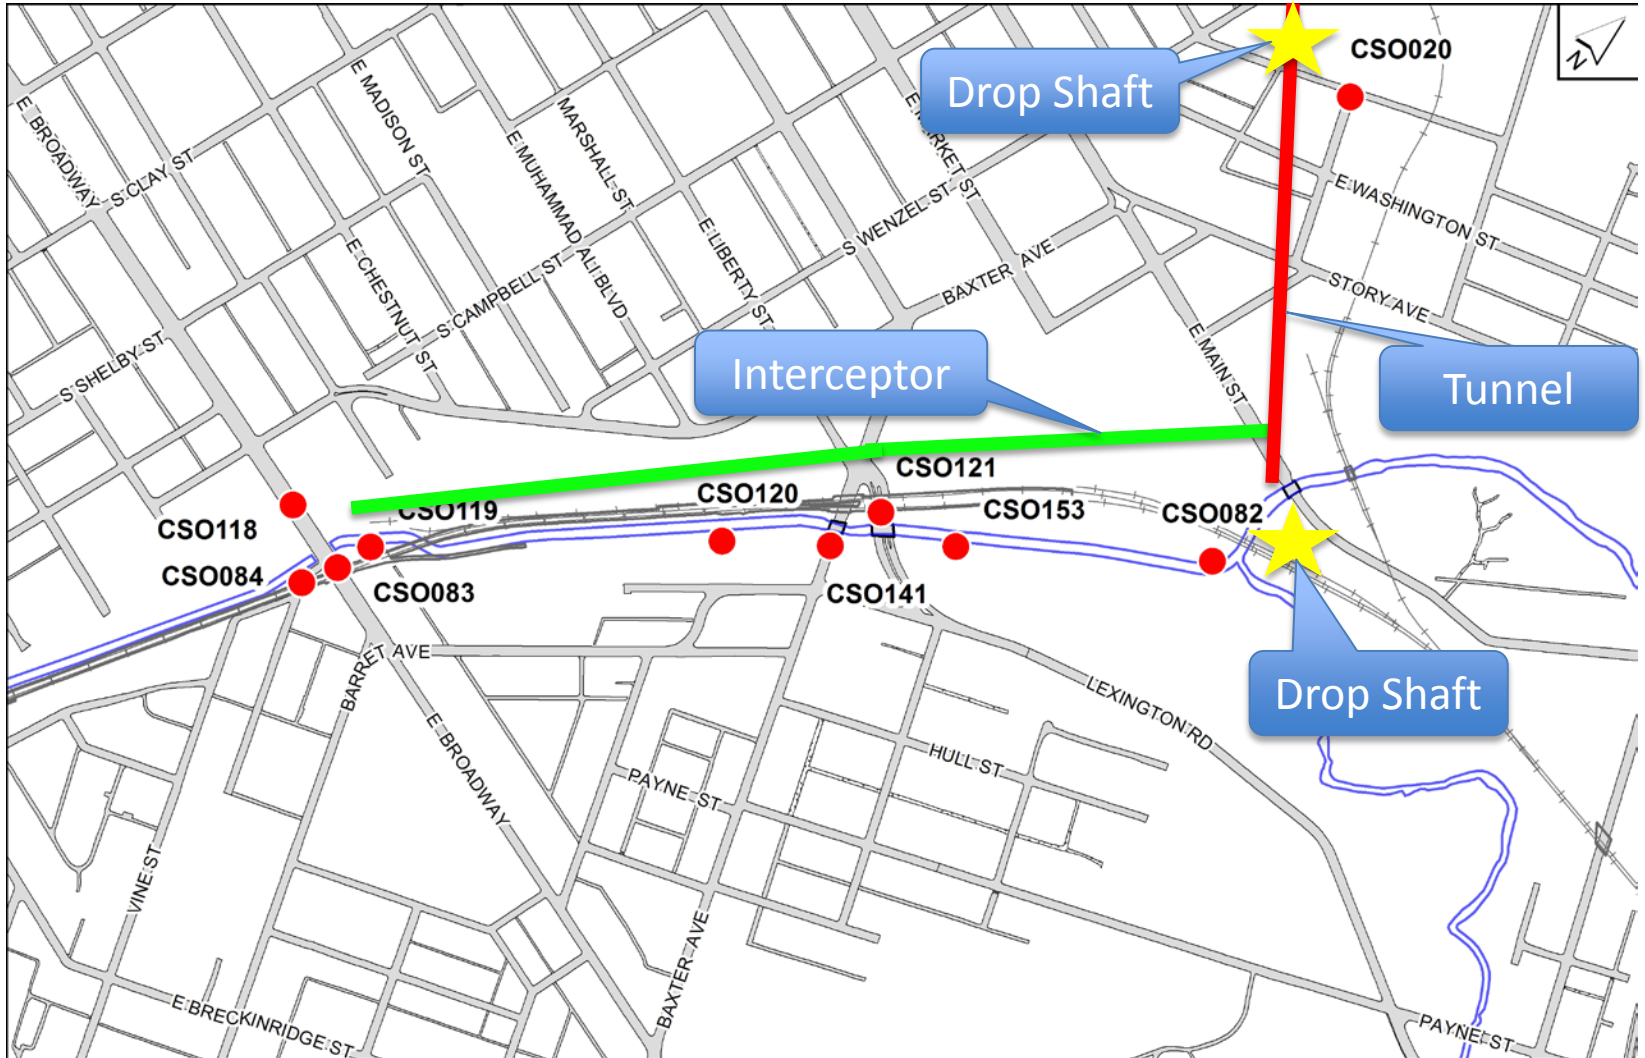 CSO020
Drop Shaft
N
E BROADWAY
E MADISON ST
MARSHALL ST
E MARKET ST
S CLAY ST
E MUHAMMAD ALI BLVD
E WASHINGTON ST
S WENZEL ST
E LIBERTY ST
E CHESTNUT ST
S CAMPBELL ST
BAXTER AVE
STORY AVE
S SHELBY ST
E MAIN ST
Interceptor
Tunnel
CSO121
CSO120
CSO119
CSO153
CSO082
CSO118
CSO084
CSO083
CSO141
BARRET AVE
Drop Shaft
LEXINGTON RD
E BROADWAY
HULL ST
PAYNE ST
VINE ST
BAXTER AVE
E BRECKINRIDGE ST
PAYNE ST